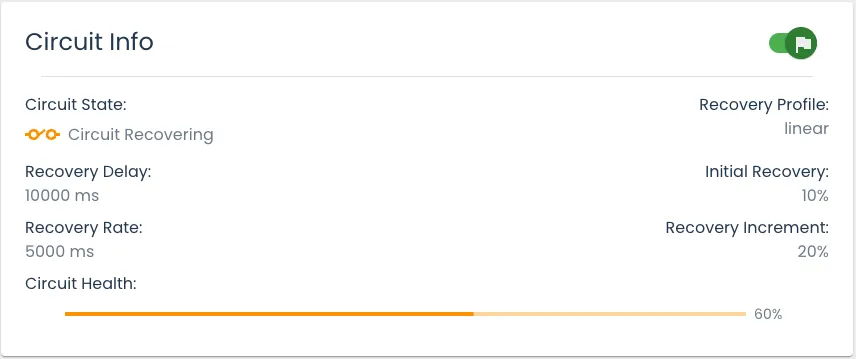 Circuit Info
Circuit State:
Recovery Profile:
Circuit Recovering
linear
Recovery Delay:
Initial Recovery:
10000 ms
10%
Recovery Rate:
Recovery Increment:
5000 ms
20%
Circuit Health:
60%